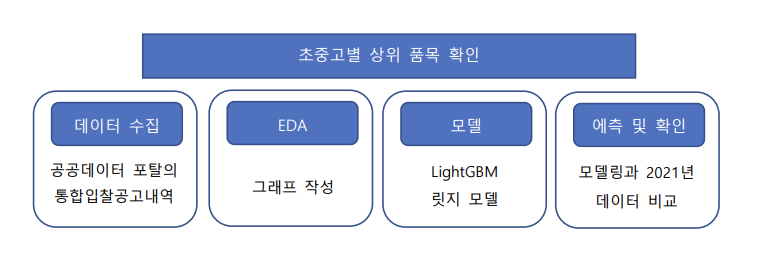 초중고별 상위 품목 확인
데이터 수집
공공데이터 포탈의
통합입찰공고내역
EDA
그래프 작성
모델
LightGBM
릿지 모델
예측 및 확인
모델링과 2021년
데이터 비교